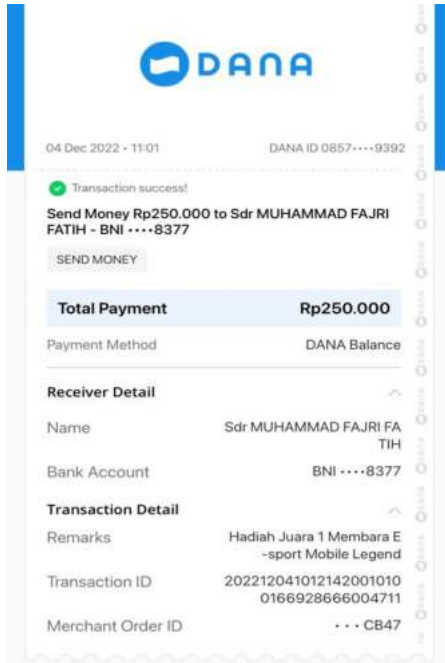 DANA
04 Dec 2022 • 11:01 DANA ID 0857••••9392
Transaction success!
Send Money Rp250.000 to Sdr MUHAMMAD FAJRI
FATIH - BNI ••••8377
SEND MONEY
Total Payment Rp250.000
Payment Method DANA Balance
Receiver Detail
Name Sdr MUHAMMAD FAJRI FA
TIH
Bank Account BNI ••••8377
Transaction Detail
Remarks Hadiah Juara 1 Membara E
-sport Mobile Legend
Transaction ID 202212041012142001010
0166928666004711
Merchant Order ID • • • CB47